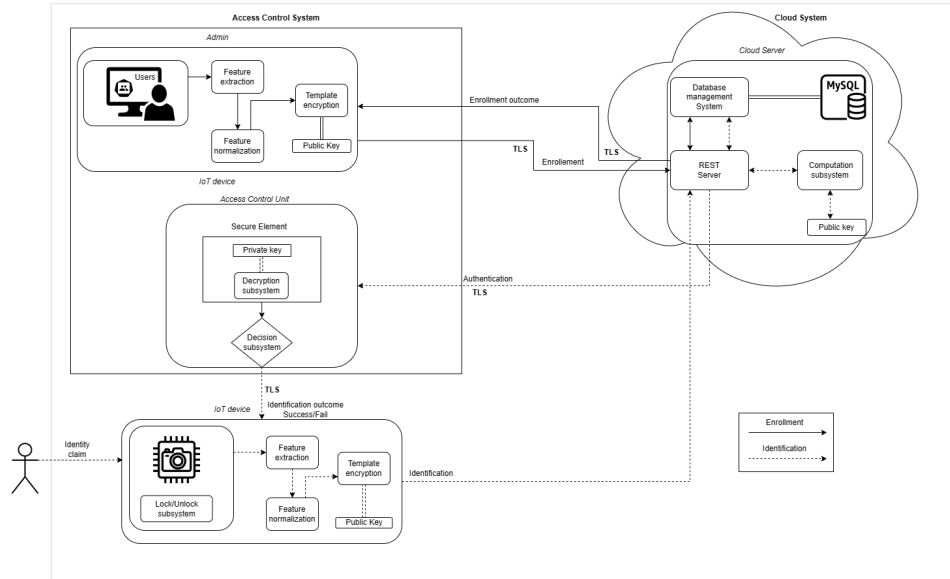 Access Control System
Cloud System
Admin
Cloud Server
Users
Feature
extraction
Template
encryption
Feature
normalization
Public Key
Enrollment outcome
TLS
TLS
Enrollement
Database
management
System
MySQL
REST
Server
Computation
subsystem
Public key
IoT device
Access Control Unit
Secure Element
Private key
Decryption
subsystem
Decision
subsystem
Authentication
TLS
TLS
IoT device
Identification outcome
Success/Fail
Identity
claim
Lock/Unlock
subsystem
Feature
extraction
Template
encryption
Feature
normalization
Public Key
Identification
Enrollment
Identification